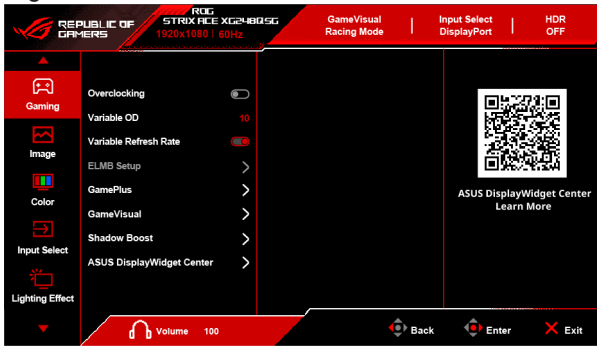 REPUBLIC OF
GAMERS
ROG
STRIX ACE XG248QSG
1920x1080 | 60Hz
GameVisual
Racing Mode
Input Select
DisplayPort
HDR
OFF
Gaming
Image
Color
Input Select
Lighting Effect
Overclocking
Variable OD 10
Variable Refresh Rate
ELMB Setup
GamePlus
GameVisual
Shadow Boost
ASUS DisplayWidget Center
ASUS DisplayWidget Center
Learn More
Volume 100
Back
Enter
Exit